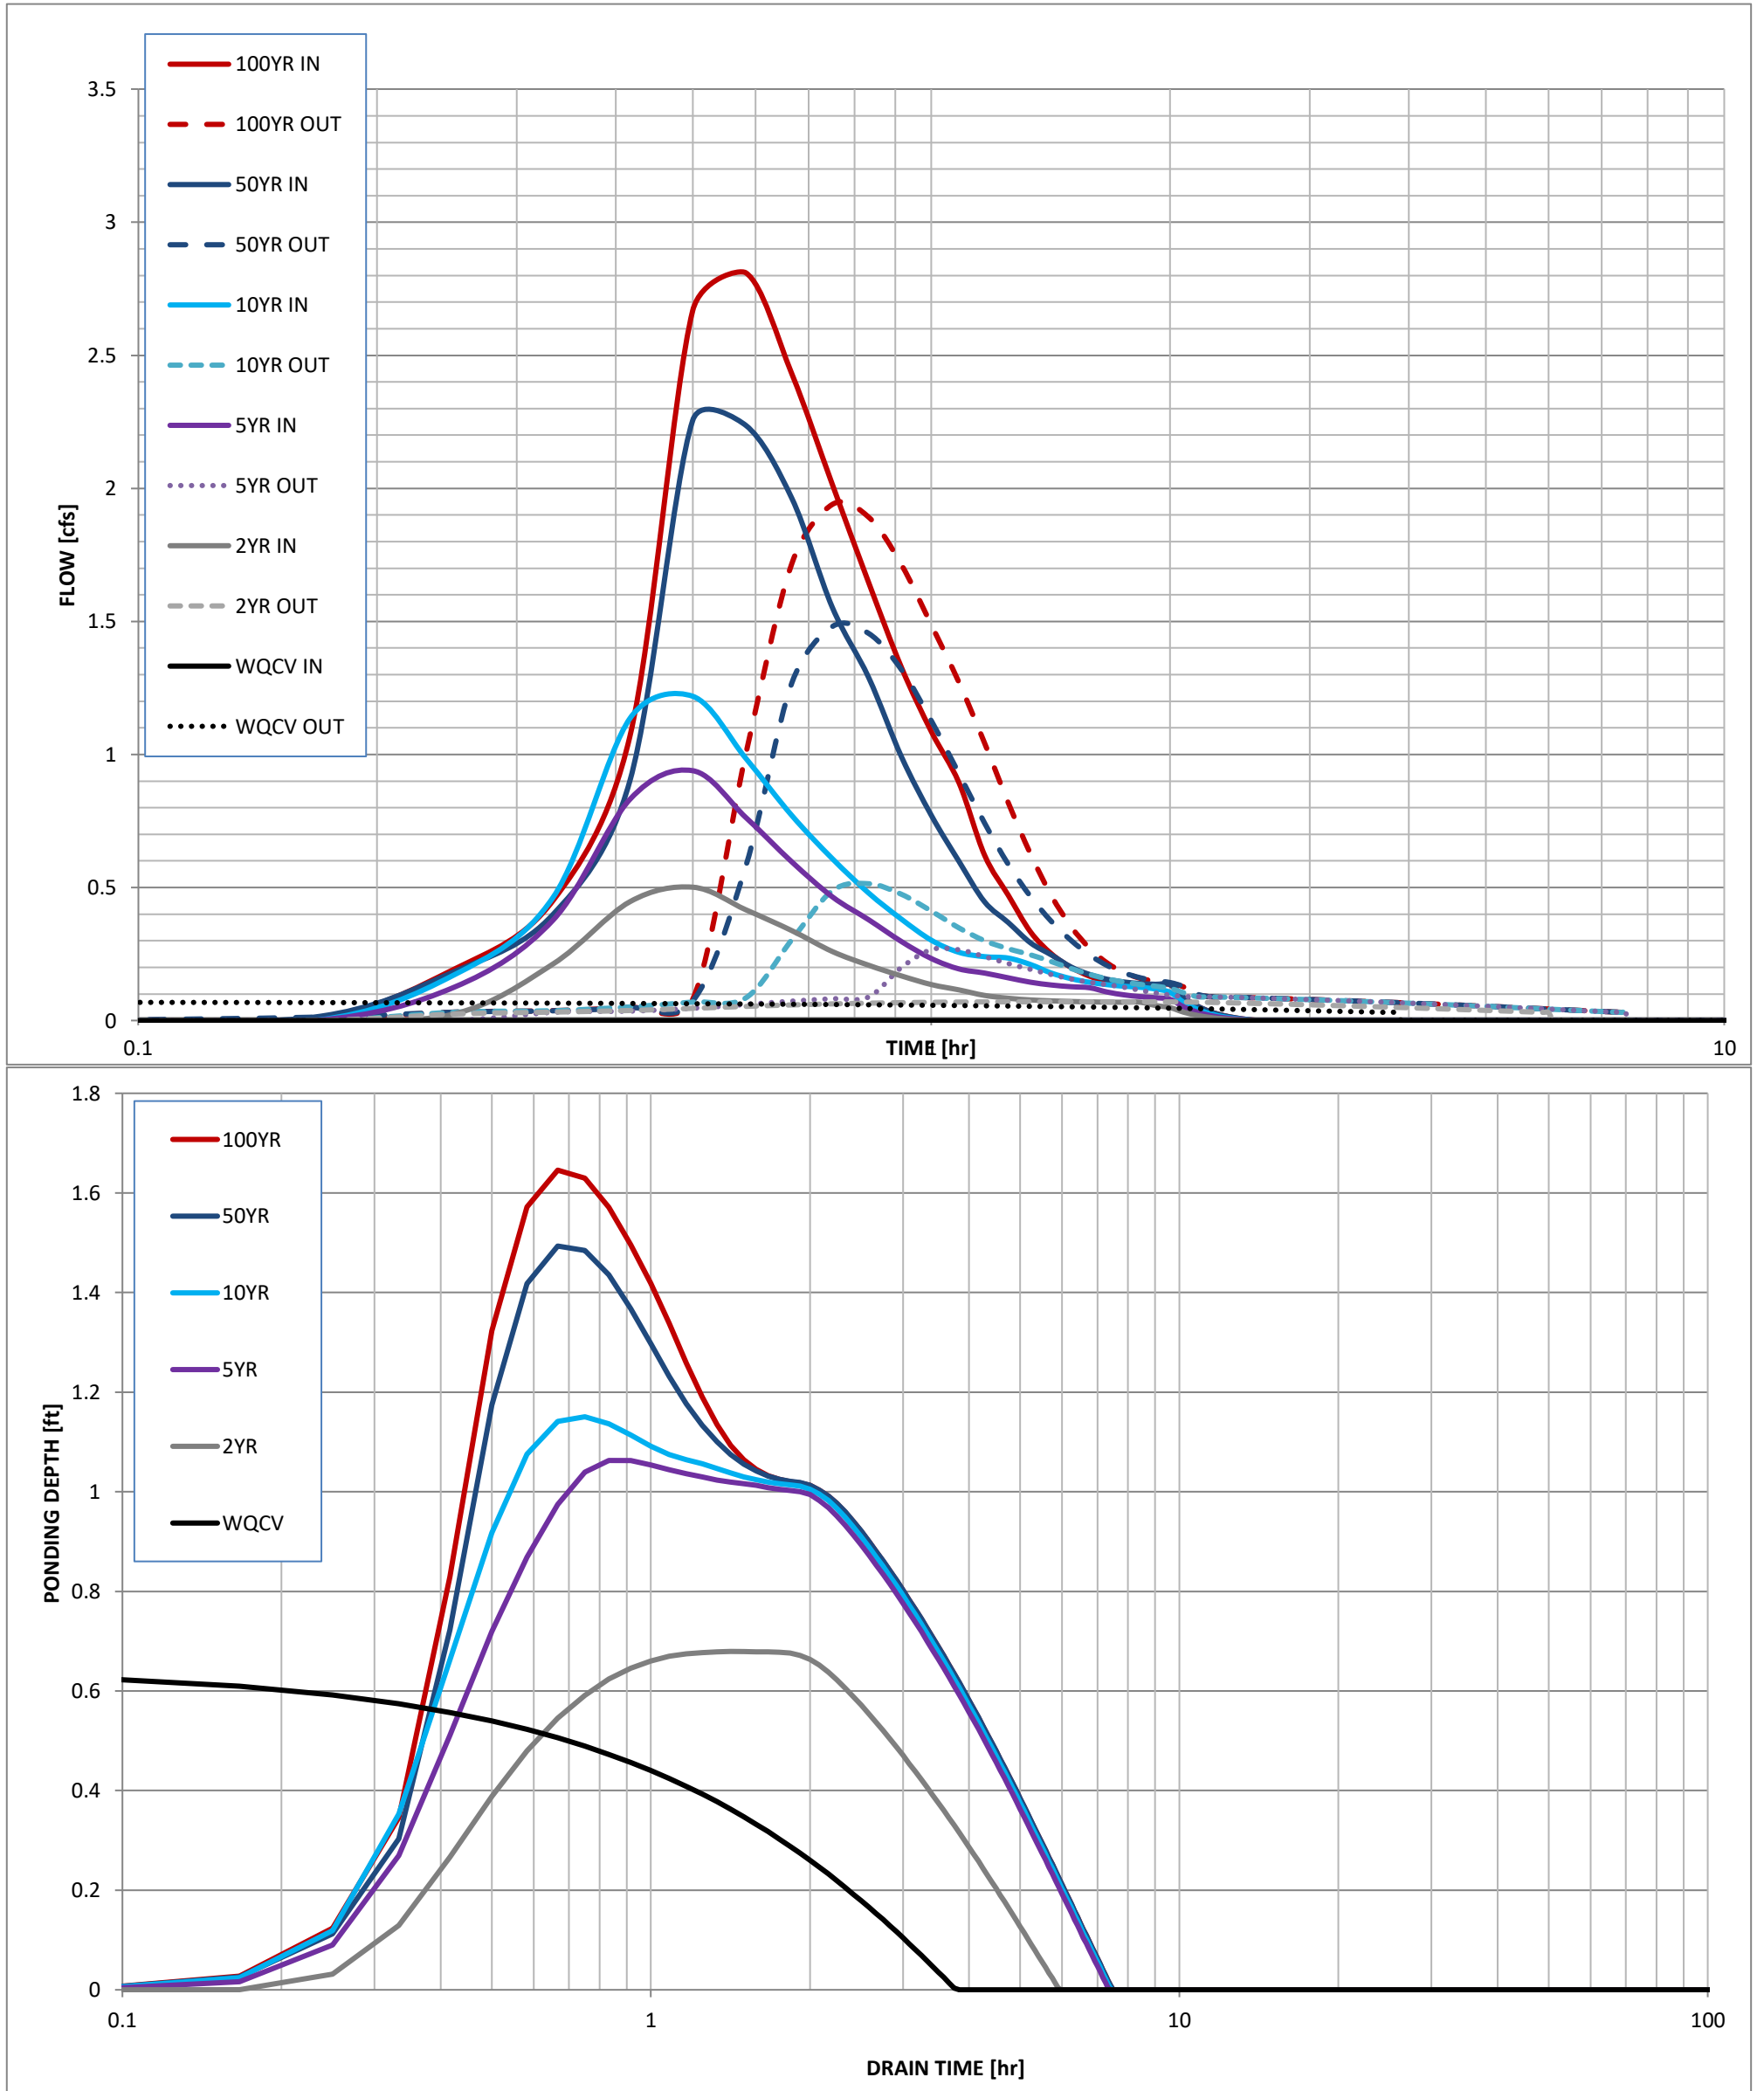 100YR IN
100YR OUT
50YR IN
50YR OUT
10YR IN
10YR OUT
5YR IN
5YR OUT
2YR IN
2YR OUT
WQCV IN
WQCV OUT
FLOW [cfs]
3.5
3
2.5
2
1.5
1
0.5
0
0.1
1
10
TIME [hr]
100YR
50YR
10YR
5YR
2YR
WQCV
PONDING DEPTH [ft]
1.8
1.6
1.4
1.2
1
0.8
0.6
0.4
0.2
0
0.1
1
10
100
DRAIN TIME [hr]